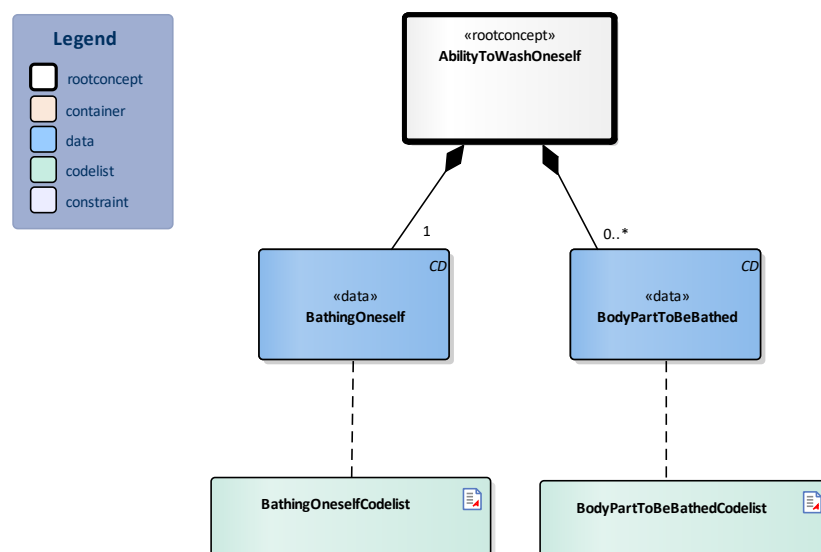 Legend
rootconcept
container
data
codelist
constraint
«rootconcept»
AbilityToWashOneself
1
0..*
CD
«data»
BathingOneself
CD
«data»
BodyPartToBeBathed
BathingOneselfCodelist
BodyPartToBeBathedCodelist